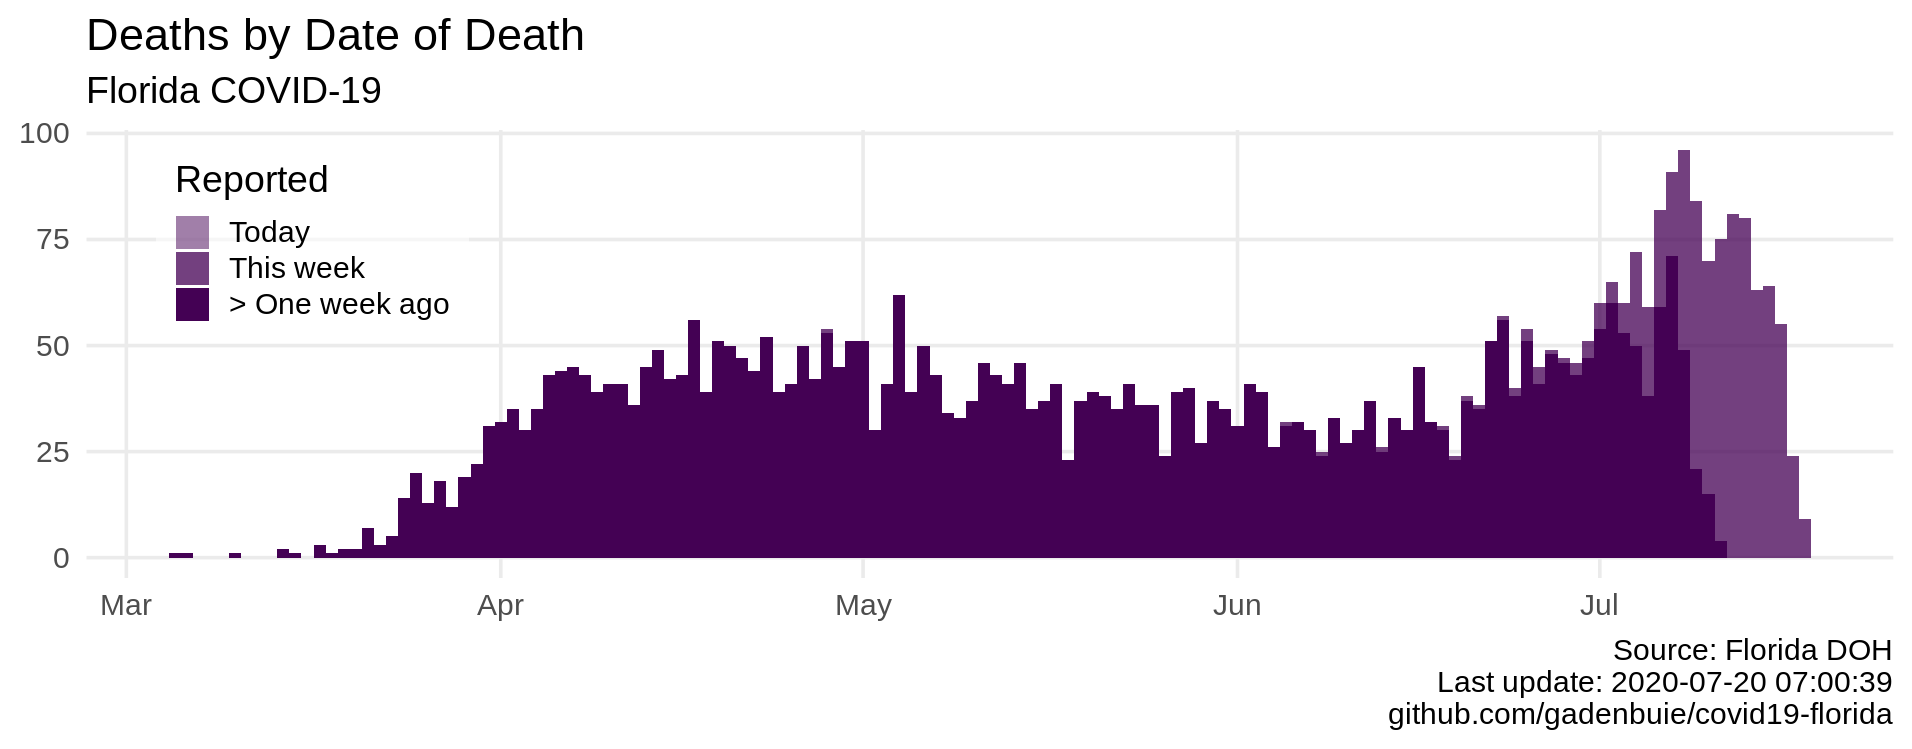 Deaths by Date of Death
Florida COVID-19
100
75
50
25
0
Reported
Today
This week
> One week ago
Mar
Apr
May
Jun
Jul
Source: Florida DOH
Last update: 2020-07-20 07:00:39
github.com/gadenbuie/covid19-florida